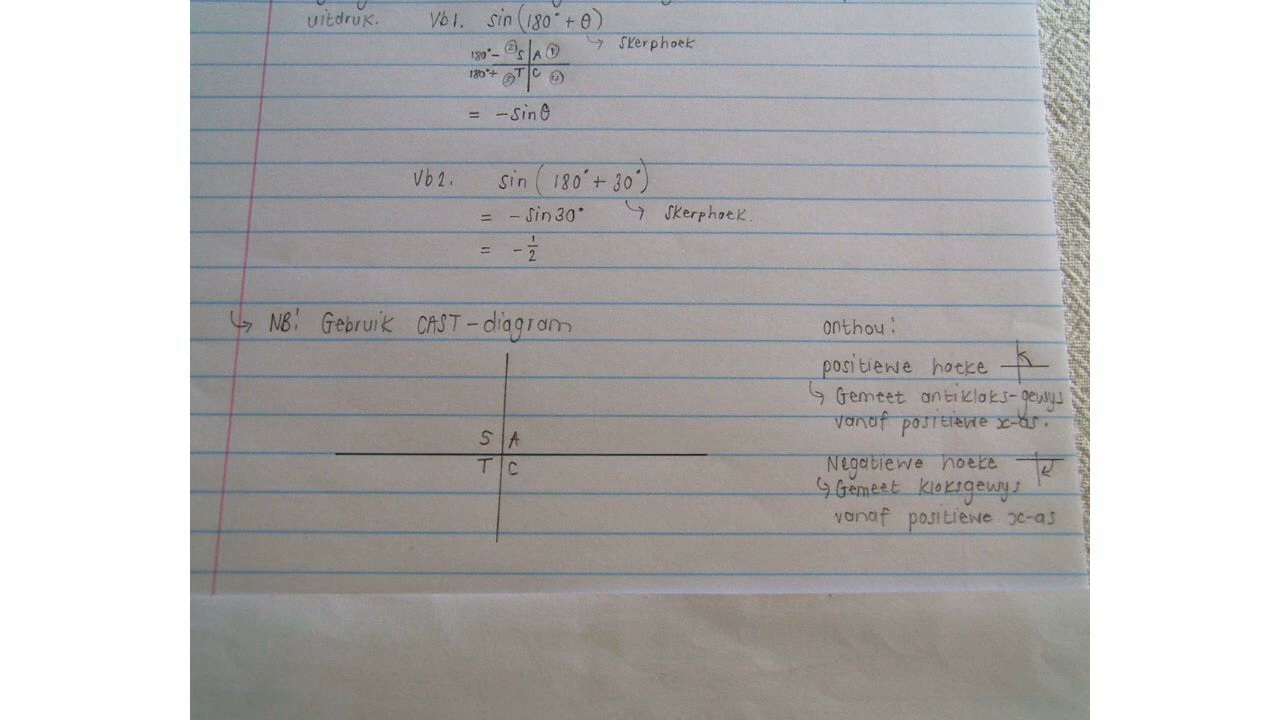 uitdruk. Vb1. sin(180° + θ)
↳ Skerphoek
180°- ② S A ①
180°+ ③ T C ④
= -sinθ
Vb2. sin(180° + 30°)
= -sin30° ↳ Skerphoek.
= -1/2
↳ NB! Gebruik CAST-diagram
S A
T C
Onthou:
positiewe hoeke
↳ Gemeet antikloks-gewys
vanaf positiewe x-as.
Negatiewe hoeke
↳ Gemeet kloksgewys
vanaf positiewe x-as